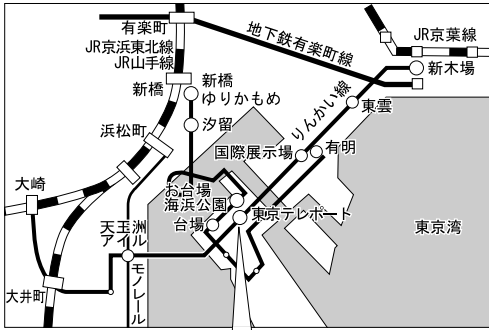 有楽町
JR京浜東北線
JR山手線
新橋
地下鉄有楽町線
JR京葉線
新木場
新橋
ゆりかもめ
汐留
浜松町
りんかい線
東雲
国際展示場
有明
大崎
お台場
海浜公園
台場
東京テレポート
東京湾
天王洲
アイル
モノレール
大井町